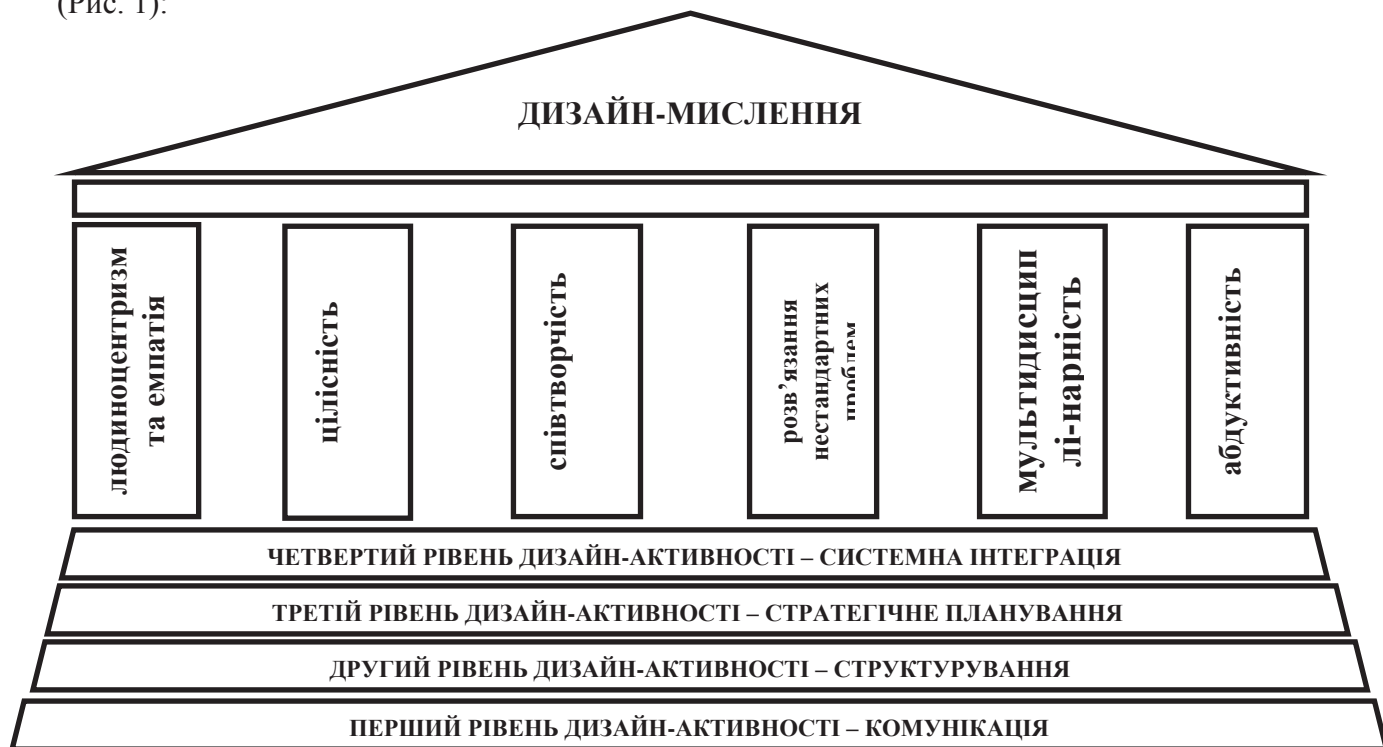 (Рис. 1):
ДИЗАЙН-МИСЛЕННЯ
людиноцентризм
та емпатія
цілісність
співтворчість
розв’язання
нестандартних
проблем
мультидисцип
лі-нарність
абдуктивність
ЧЕТВЕРТИЙ РІВЕНЬ ДИЗАЙН-АКТИВНОСТІ – СИСТЕМНА ІНТЕГРАЦІЯ
ТРЕТІЙ РІВЕНЬ ДИЗАЙН-АКТИВНОСТІ – СТРАТЕГІЧНЕ ПЛАНУВАННЯ
ДРУГИЙ РІВЕНЬ ДИЗАЙН-АКТИВНОСТІ – СТРУКТУРУВАННЯ
ПЕРШИЙ РІВЕНЬ ДИЗАЙН-АКТИВНОСТІ – КОМУНІКАЦІЯ